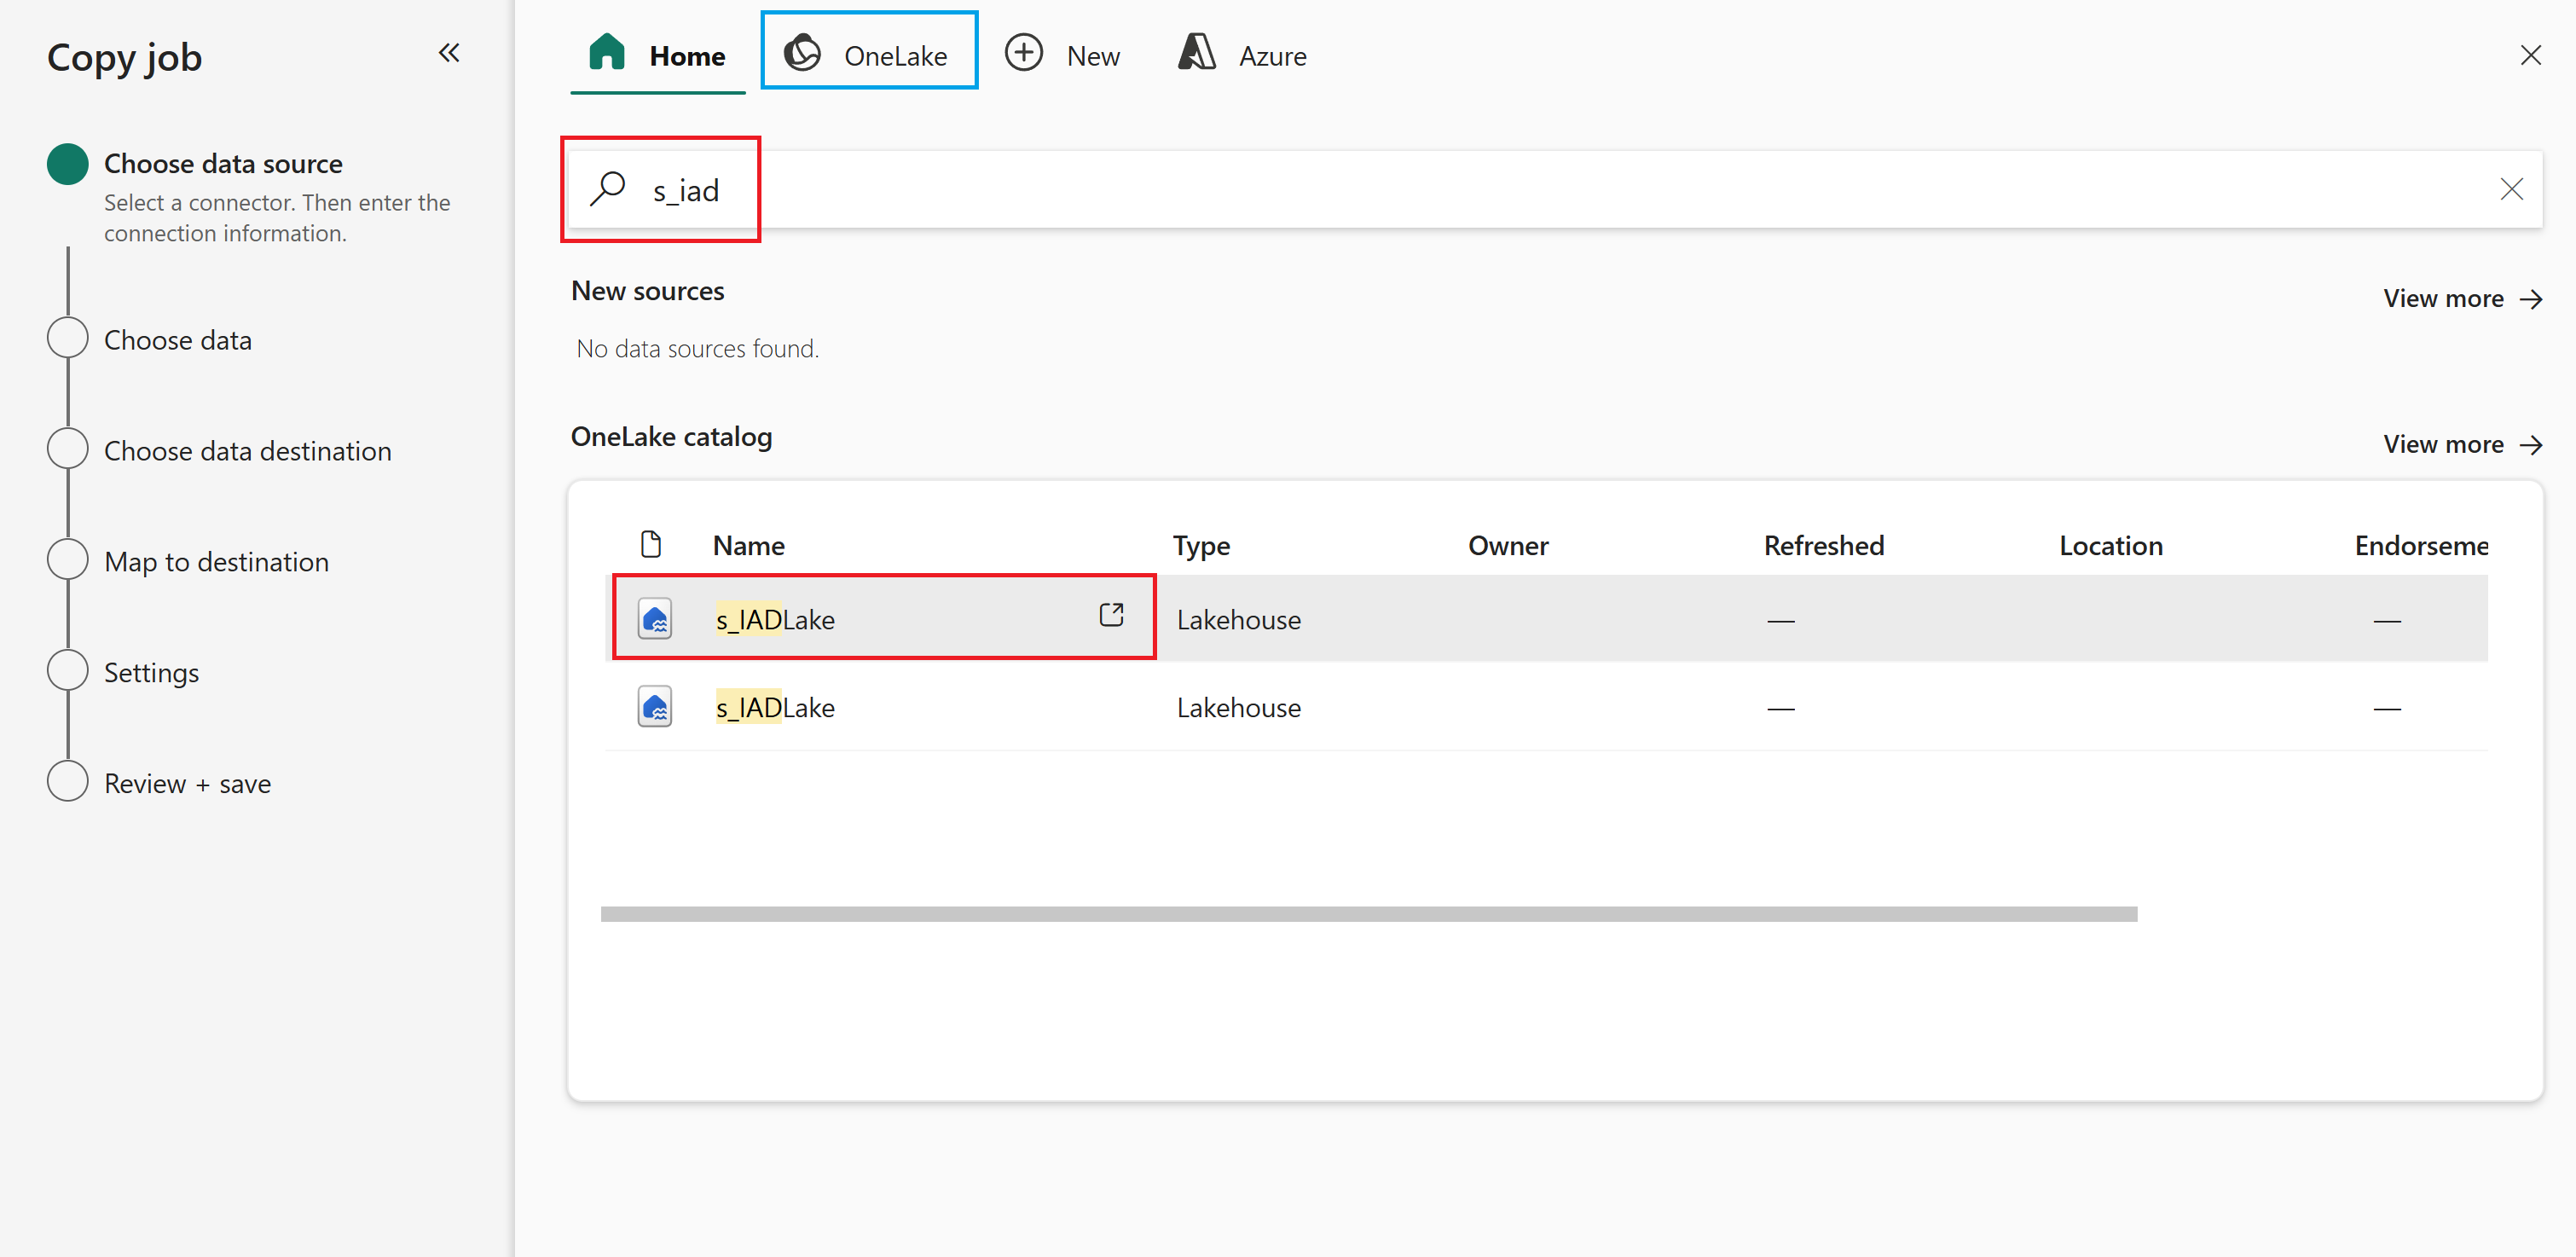 Copy job
Choose data source
Select a connector. Then enter the
connection information.
Choose data
Choose data destination
Map to destination
Settings
Review + save
Home
OneLake
New
Azure
s_iad
New sources
View more
No data sources found.
OneLake catalog
View more
Name Type Owner Refreshed Location Endorseme
s_IADLake Lakehouse — —
s_IADLake Lakehouse — —